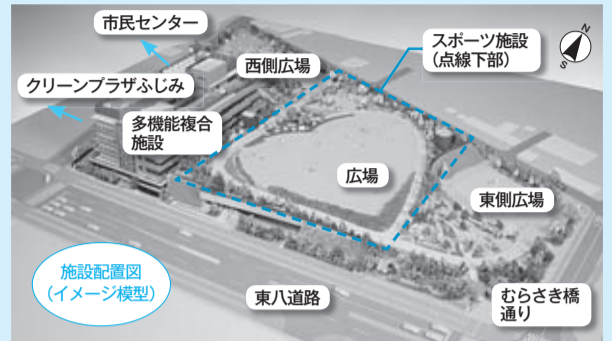 市民センター
スポーツ施設
(点線下部)
N
S
西側広場
クリーンプラザふじみ
多機能複合
施設
広場
東側広場
施設配置図
(イメージ模型)
東八道路
むらさき橋
通り